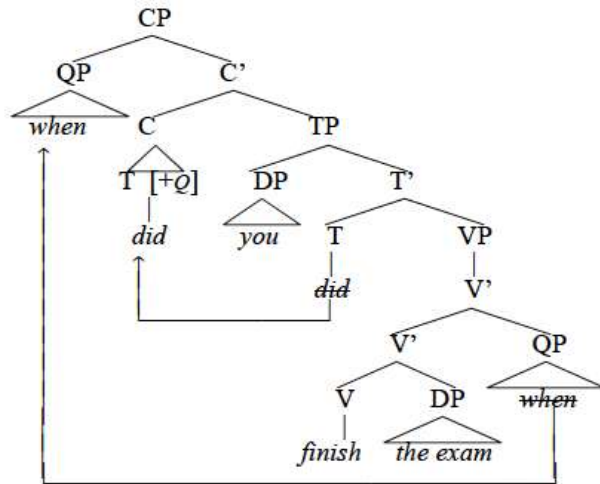 CP
QP C’
when C TP
T [+Q] DP T’
did you T VP
did V’
V’ QP
V DP when
finish the exam